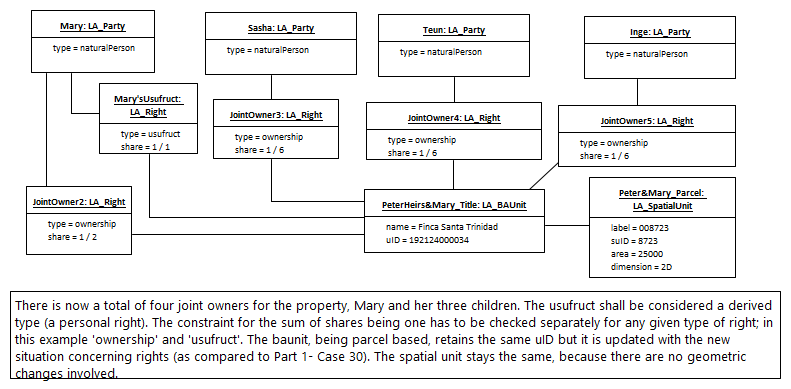 Mary: LA_Party
type = naturalPerson
Sasha: LA_Party
type = naturalPerson
Teun: LA_Party
type = naturalPerson
Inge: LA_Party
type = naturalPerson
Mary'sUsufruct:
LA_Right
type = usufruct
share = 1 / 1
JointOwner3: LA_Right
type = ownership
share = 1 / 6
JointOwner4: LA_Right
type = ownership
share = 1 / 6
JointOwner5: LA_Right
type = ownership
share = 1 / 6
JointOwner2: LA_Right
type = ownership
share = 1 / 2
PeterHeirs&Mary_Title: LA_BAUnit
name = Finca Santa Trinidad
uID = 192124000034
Peter&Mary_Parcel:
LA_SpatialUnit
label = 008723
suID = 8723
area = 25000
dimension = 2D
There is now a total of four joint owners for the property, Mary and her three children. The usufruct shall be considered a derived
type (a personal right). The constraint for the sum of shares being one has to be checked separately for any given type of right; in
this example 'ownership' and 'usufruct'. The baunit, being parcel based, retains the same uID but it is updated with the new
situation concerning rights (as compared to Part 1- Case 30). The spatial unit stays the same, because there are no geometric
changes involved.